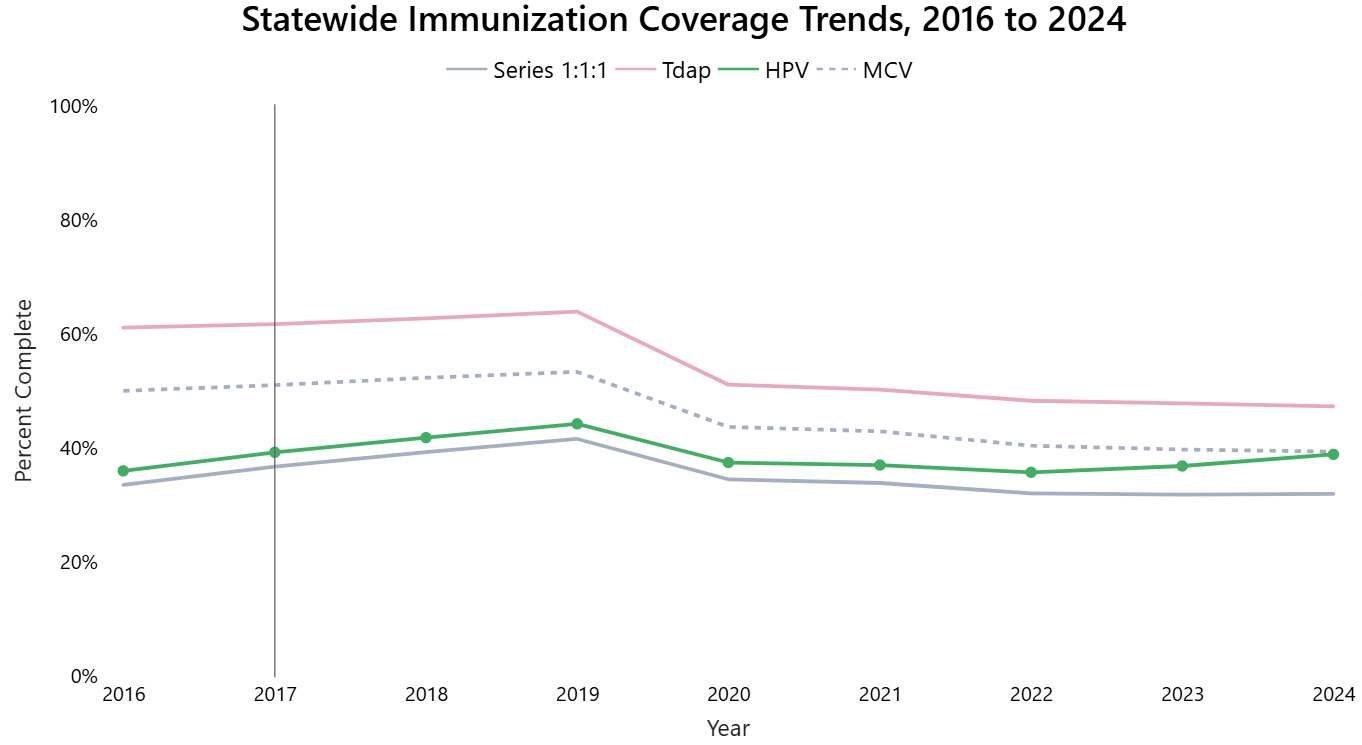 Statewide Immunization Coverage Trends, 2016 to 2024
Series 1:1:1 Tdap HPV MCV
100%
80%
60%
40%
20%
0%
Percent Complete
2016 2017 2018 2019 2020 2021 2022 2023 2024
Year